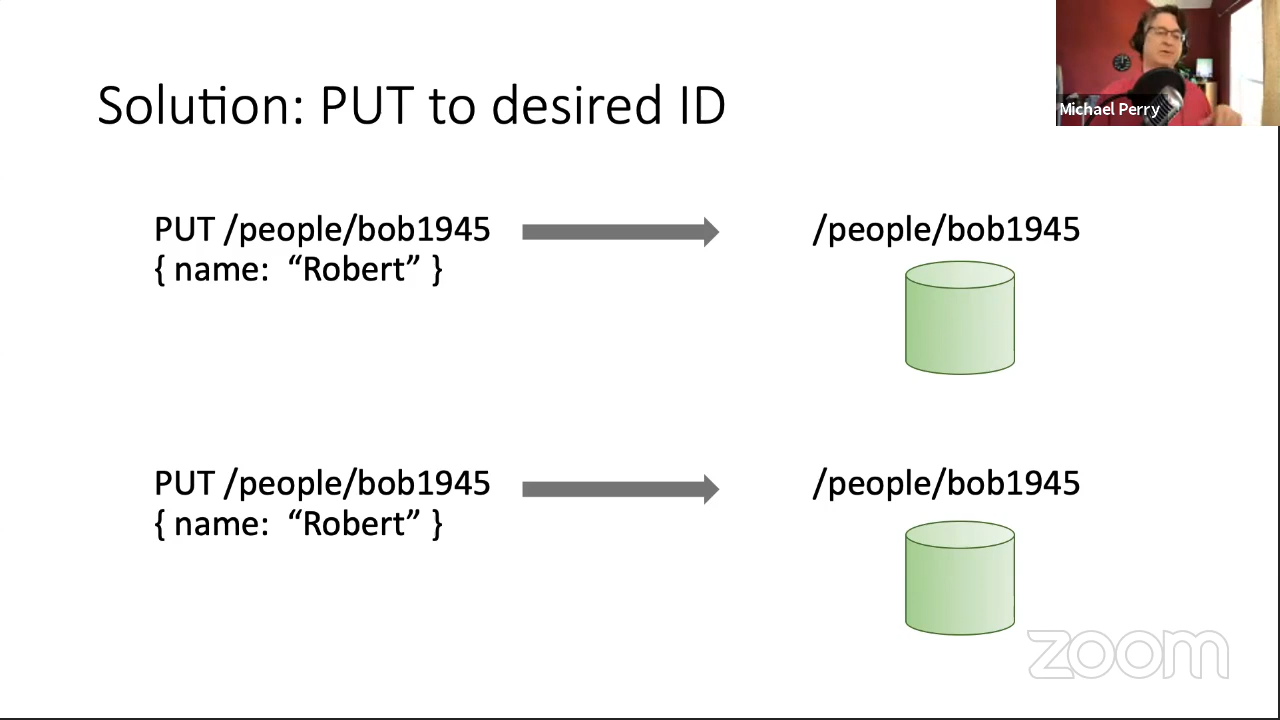 Solution: PUT to desired ID
Michael Perry
PUT /people/bob1945
{ name:  “Robert” }
/people/bob1945
PUT /people/bob1945
{ name:  “Robert” }
/people/bob1945
zoom